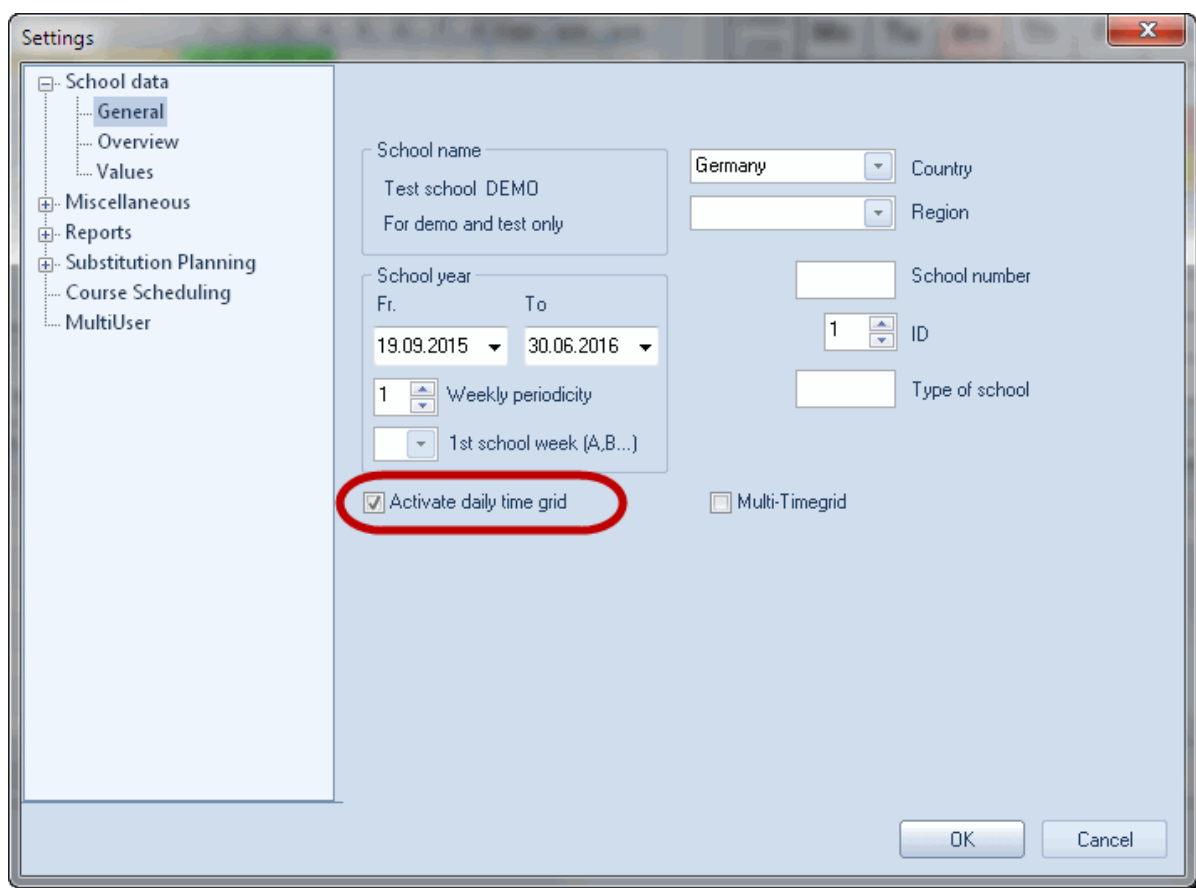 Settings
School data
General
Overview
Values
Miscellaneous
Reports
Substitution Planning
Course Scheduling
MultiUser
School name
Test school DEMO
For demo and test only
Germany
Country
Region
School year
Fr. To
19.09.2015 30.06.2016
1 Weekly periodicity
1st school week (A,B...)
School number
1 ID
Type of school
Activate daily time grid
Multi-Timegrid
OK Cancel